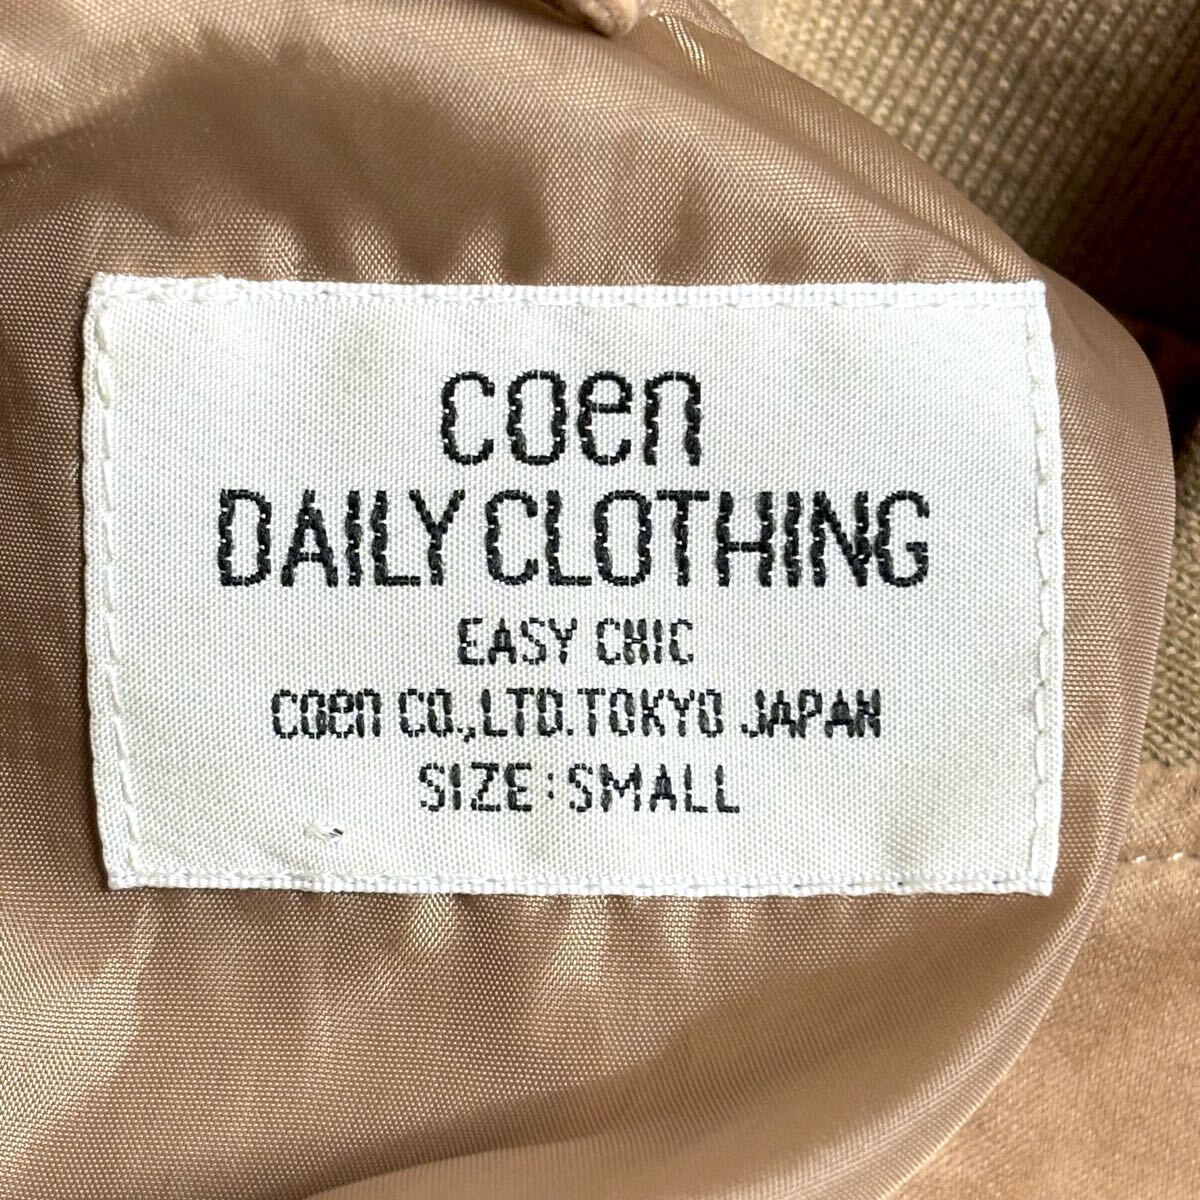 coen
DAILY CLOTHING
EASY CHIC
coen CO.,LTD.TOKYO JAPAN
SIZE:SMALL